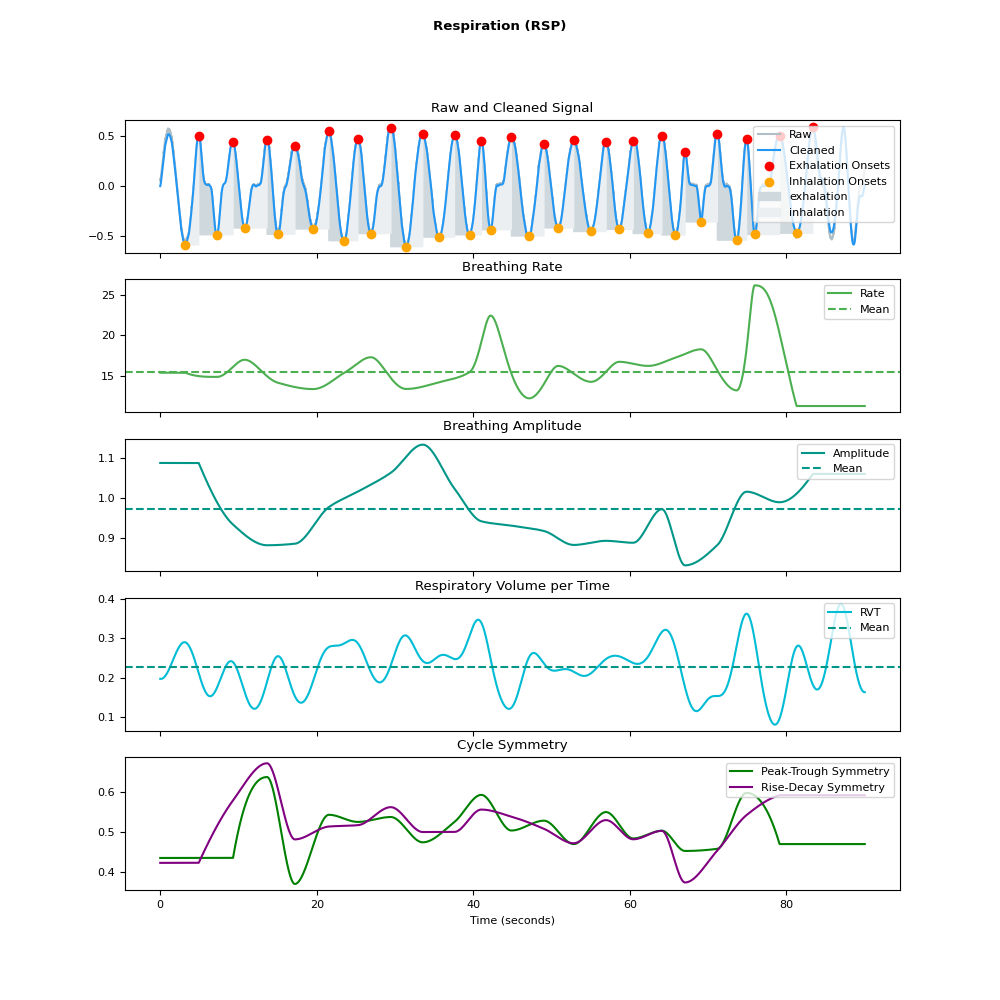 Respiration (RSP)
Raw and Cleaned Signal
0.5
0.0
−0.5
Raw
Cleaned
Exhalation Onsets
Inhalation Onsets
exhalation
inhalation
Breathing Rate
25
20
15
Rate
Mean
Breathing Amplitude
1.1
1.0
0.9
Amplitude
Mean
Respiratory Volume per Time
0.4
0.3
0.2
0.1
RVT
Mean
Cycle Symmetry
0.6
0.5
0.4
Peak-Trough Symmetry
Rise-Decay Symmetry
0 20 40 60 80
Time (seconds)